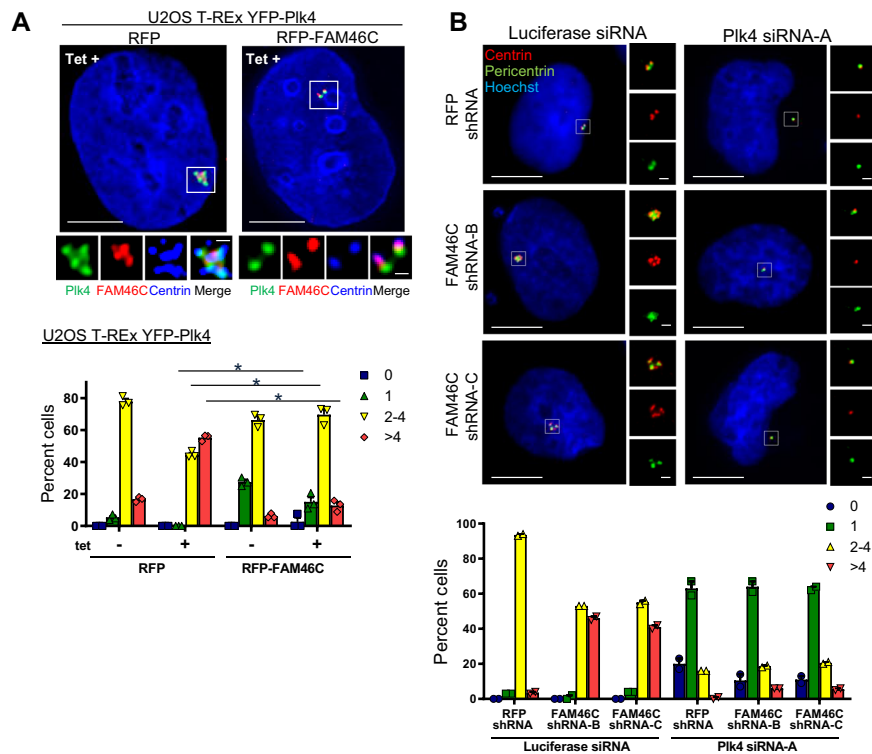 A
U2OS T-REx YFP-Plk4
RFP
RFP-FAM46C
Tet +
Tet +
Plk4 FAM46C Centrin Merge
Plk4 FAM46C Centrin Merge
U2OS T-REx YFP-Plk4
Percent cells
80
60
40
20
0
*
*
*
0
1
2-4
>4
tet
-
+
-
+
RFP
RFP-FAM46C
B
Luciferase siRNA
Plk4 siRNA-A
Centrin
Pericentrin
Hoechst
RFP
shRNA
FAM46C
shRNA-B
FAM46C
shRNA-C
Percent cells
100
80
60
40
20
0
0
1
2-4
>4
RFP
shRNA
FAM46C
shRNA-B
FAM46C
shRNA-C
RFP
shRNA
FAM46C
shRNA-B
FAM46C
shRNA-C
Luciferase siRNA
Plk4 siRNA-A